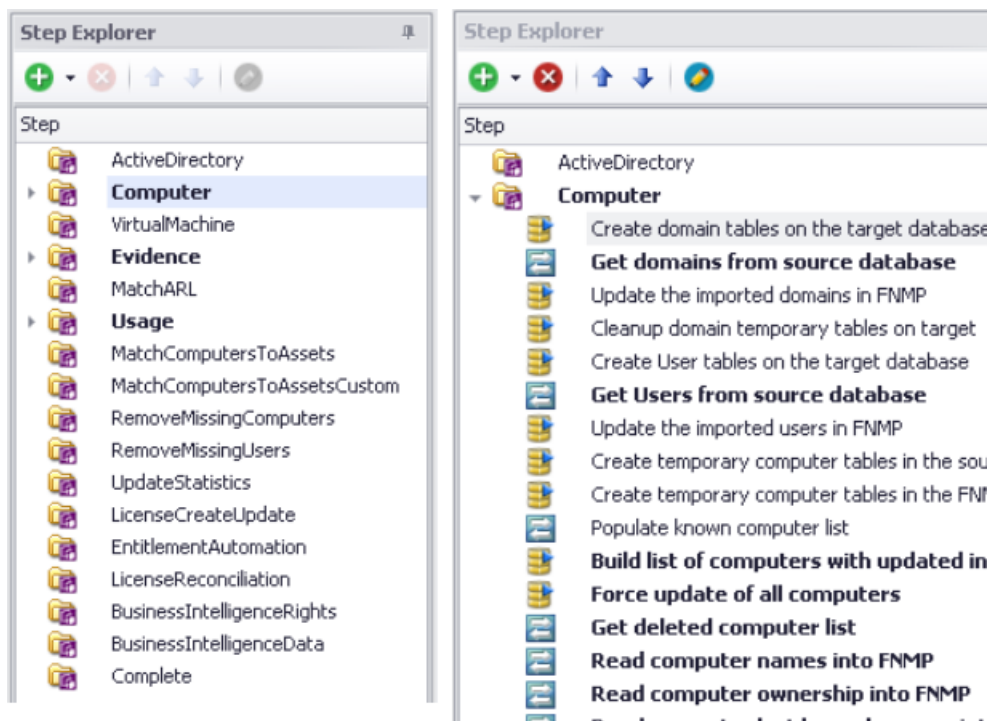 Step Explorer
Step
ActiveDirectory
Computer
VirtualMachine
Evidence
MatchARL
Usage
MatchComputersToAssets
MatchComputersToAssetsCustom
RemoveMissingComputers
RemoveMissingUsers
UpdateStatistics
LicenseCreateUpdate
EntitlementAutomation
LicenseReconciliation
BusinessIntelligenceRights
BusinessIntelligenceData
Complete
Step Explorer
Step
ActiveDirectory
Computer
Create domain tables on the target database
Get domains from source database
Update the imported domains in FNMP
Cleanup domain temporary tables on target
Create User tables on the target database
Get Users from source database
Update the imported users in FNMP
Create temporary computer tables in the sou
Create temporary computer tables in the
Populate known computer list
Build list of computers with updated in
Force update of all computers
Get deleted computer list
Read computer names into FNMP
Read computer ownership into FNMP